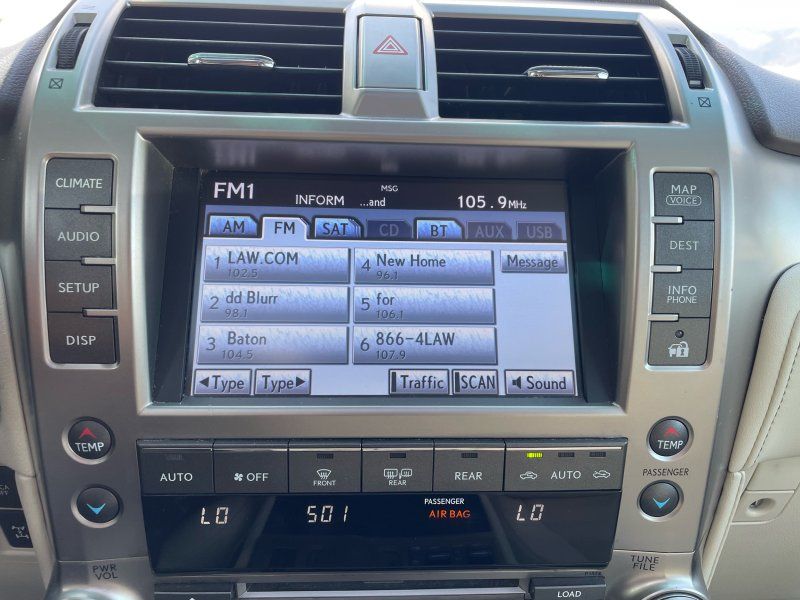 FM1 INFORM MSG ...and 105.9MHz
AM FM SAT CD BT AUX USB
1 LAW.COM 102.5
4 New Home 96.1
Message
2 dd Blurr 98.1
5 for 106.1
3 Baton 104.5
6 866-4LAW 107.9
◀Type Type▶ Traffic SCAN Sound
CLIMATE
AUDIO
SETUP
DISP
MAP
VOICE
DEST
INFO
PHONE
TEMP
TEMP
PASSENGER
AUTO OFF FRONT REAR REAR AUTO
LO 501 PASSENGER
AIR BAG LO
PWR
VOL
TUNE
FILE
LOAD